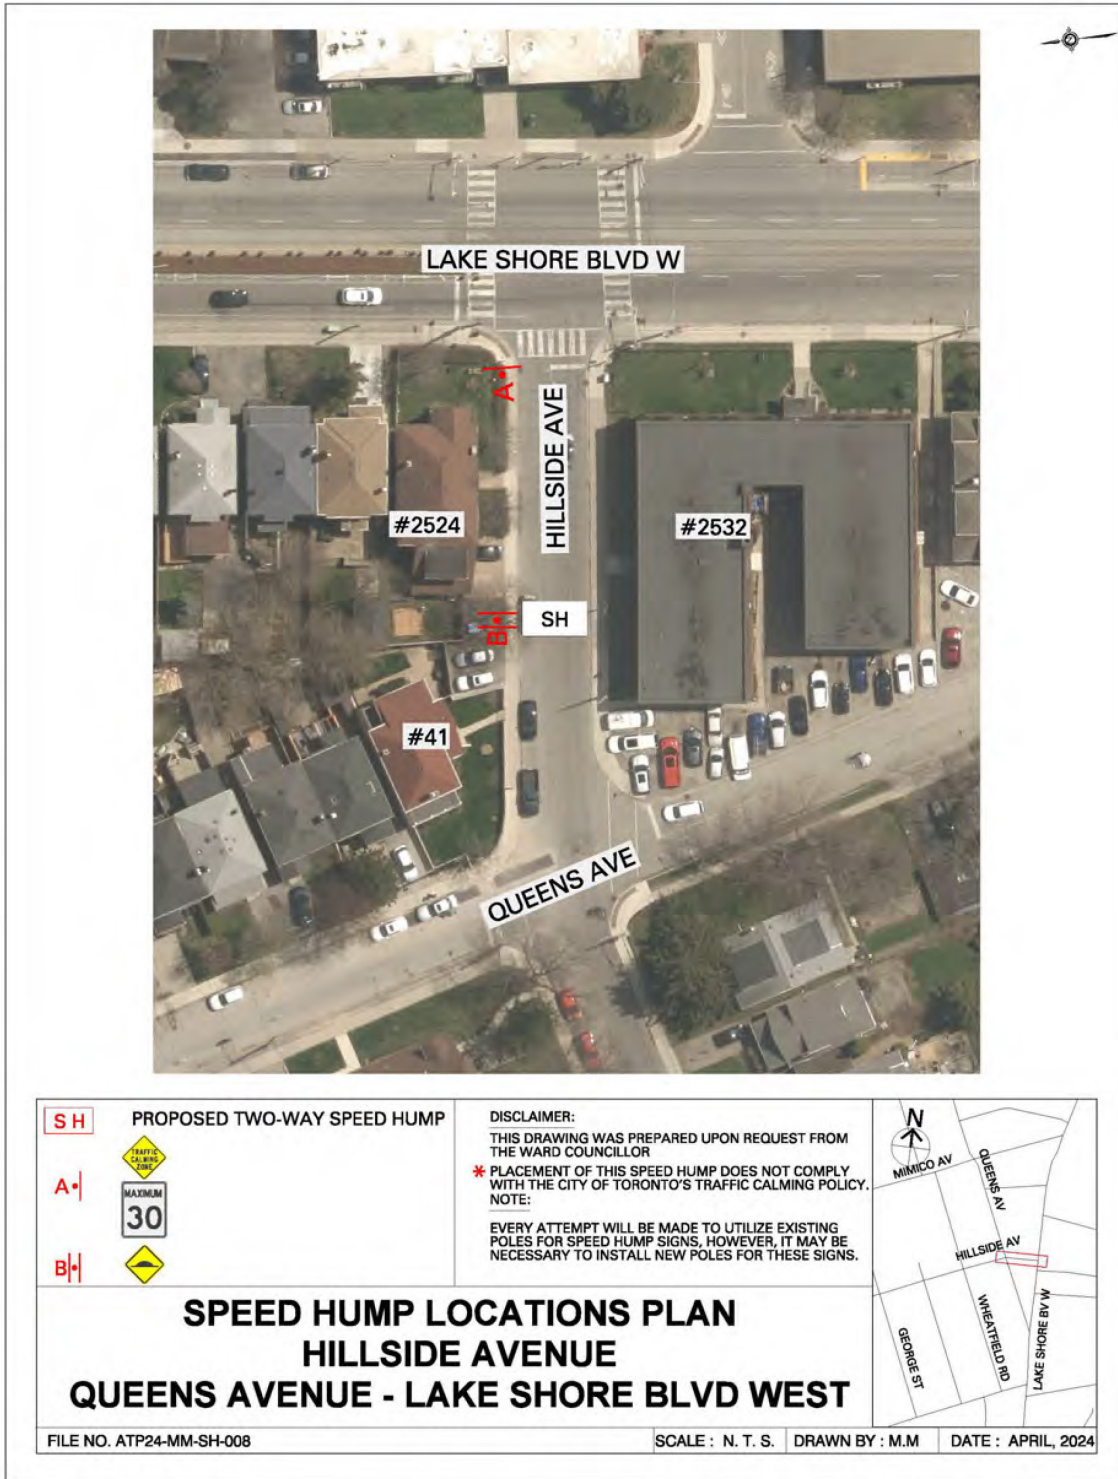 LAKE SHORE BLVD W
A
HILLSIDE AVE
#2524
#2532
B
SH
#41
QUEENS AVE
SH
PROPOSED TWO-WAY SPEED HUMP
TRAFFIC
CALMING
ZONE
A
MAXIMUM
30
B
DISCLAIMER:
THIS DRAWING WAS PREPARED UPON REQUEST FROM
THE WARD COUNCILLOR
* PLACEMENT OF THIS SPEED HUMP DOES NOT COMPLY
WITH THE CITY OF TORONTO'S TRAFFIC CALMING POLICY.
NOTE:
EVERY ATTEMPT WILL BE MADE TO UTILIZE EXISTING
POLES FOR SPEED HUMP SIGNS, HOWEVER, IT MAY BE
NECESSARY TO INSTALL NEW POLES FOR THESE SIGNS.
N
MIMICO AV
QUEENS AV
HILLSIDE AV
WHEATFIELD RD
GEORGE ST
LAKE SHORE BV W
SPEED HUMP LOCATIONS PLAN
HILLSIDE AVENUE
QUEENS AVENUE - LAKE SHORE BLVD WEST
FILE NO. ATP24-MM-SH-008
SCALE : N. T. S.
DRAWN BY : M.M
DATE : APRIL, 2024